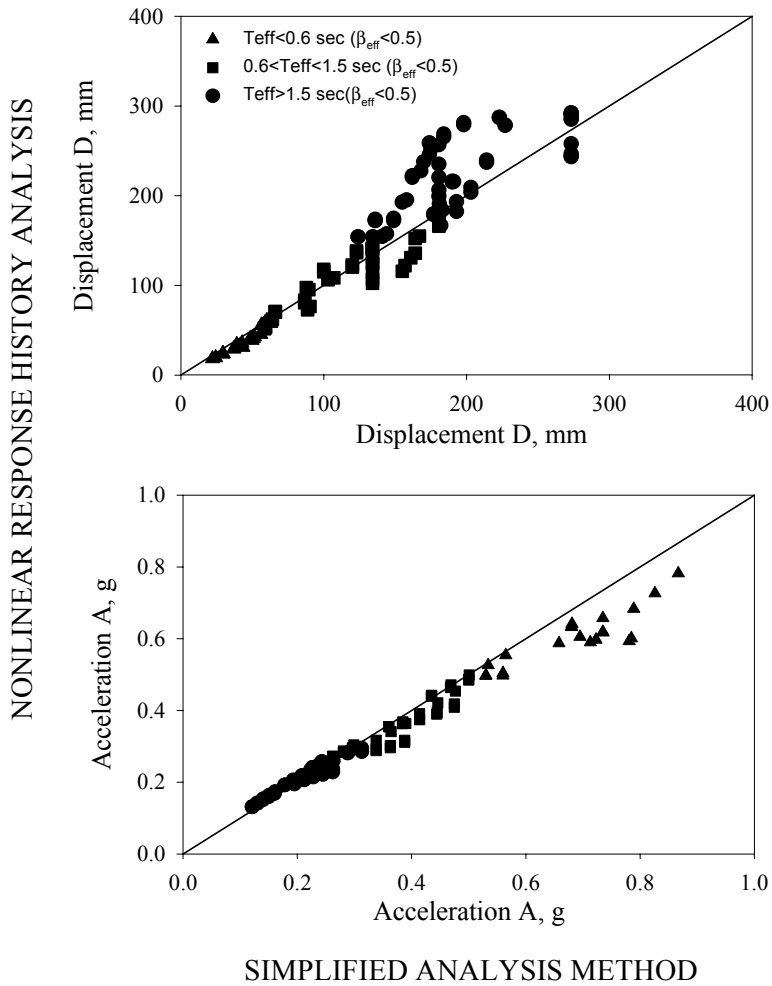 NONLINEAR RESPONSE HISTORY ANALYSIS
Displacement D, mm
400
300
200
100
0
Teff<0.6 sec (βeff<0.5)
0.6<Teff<1.5 sec (βeff<0.5)
Teff>1.5 sec(βeff<0.5)
0 100 200 300 400
Displacement D, mm
Acceleration A, g
1.0
0.8
0.6
0.4
0.2
0.0
0.0 0.2 0.4 0.6 0.8 1.0
Acceleration A, g
SIMPLIFIED ANALYSIS METHOD